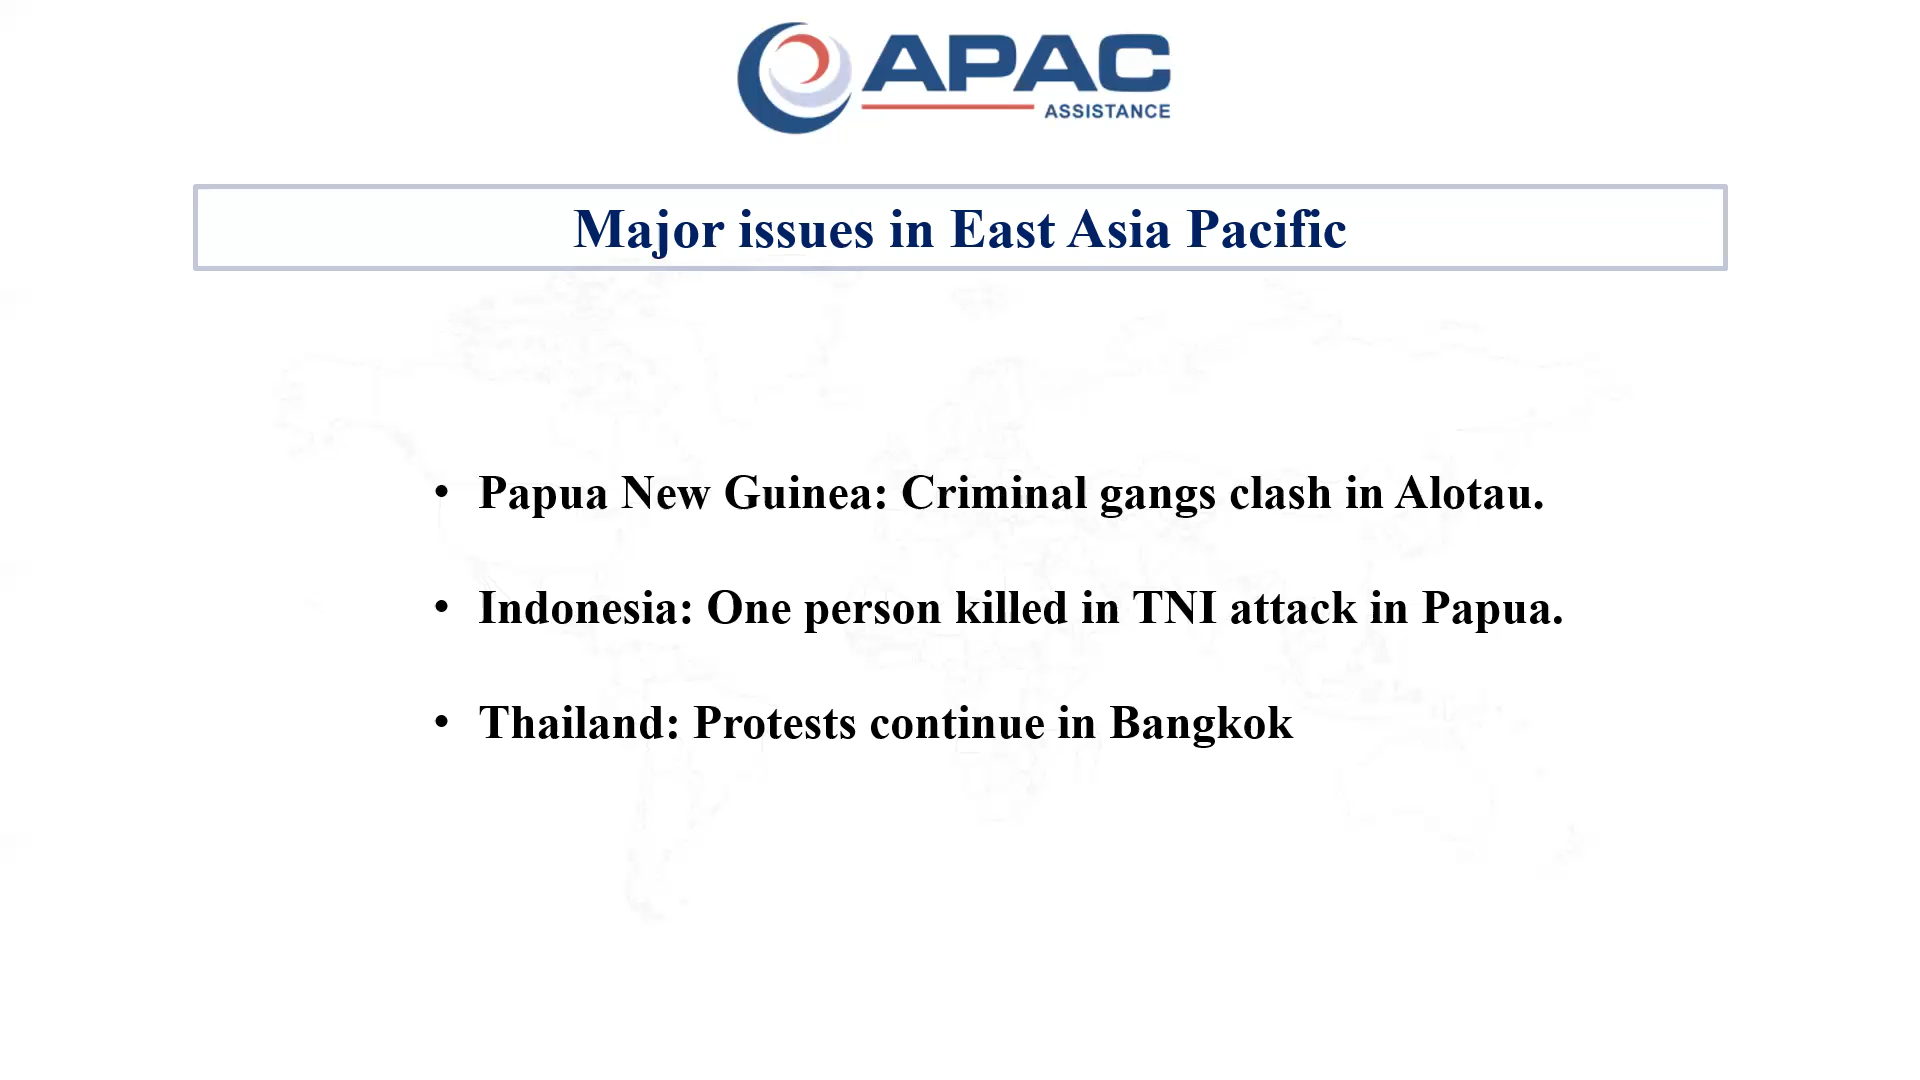 APAC
ASSISTANCE
Major issues in East Asia Pacific
• Papua New Guinea: Criminal gangs clash in Alotau.
• Indonesia: One person killed in TNI attack in Papua.
• Thailand: Protests continue in Bangkok